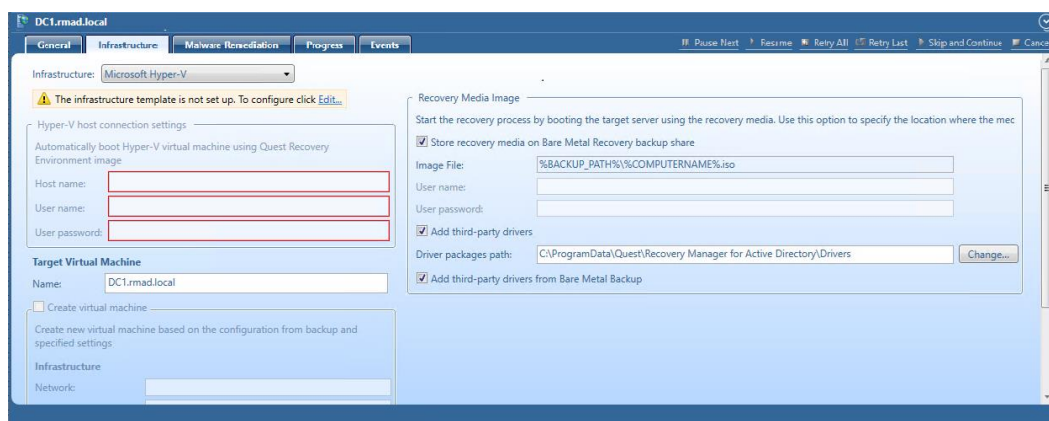 DC1.rmad.local
General Infrastructure Malware Remediation Progress Events
Pause Next Resume Retry All Retry Last Skip and Continue Cance
Infrastructure: Microsoft Hyper-V
The infrastructure template is not set up. To configure click Edit...
Hyper-V host connection settings
Automatically boot Hyper-V virtual machine using Quest Recovery
Environment image
Host name:
User name:
User password:
Target Virtual Machine
Name: DC1.rmad.local
Create virtual machine
Create new virtual machine based on the configuration from backup and
specified settings
Infrastructure
Network:
Recovery Media Image
Start the recovery process by booting the target server using the recovery media. Use this option to specify the location where the mec
Store recovery media on Bare Metal Recovery backup share
Image File: %BACKUP_PATH%\%COMPUTERNAME%.iso
User name:
User password:
Add third-party drivers
Driver packages path: C:\ProgramData\Quest\Recovery Manager for Active Directory\Drivers Change...
Add third-party drivers from Bare Metal Backup